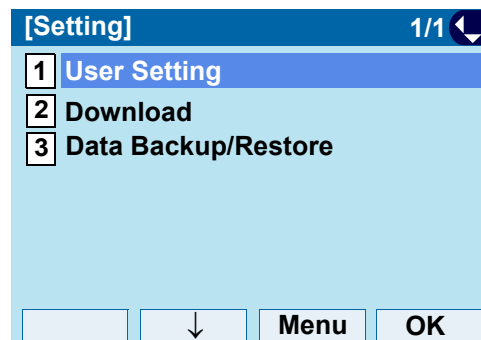 [Setting] 1/1
1 User Setting
2 Download
3 Data Backup/Restore
↓ Menu OK